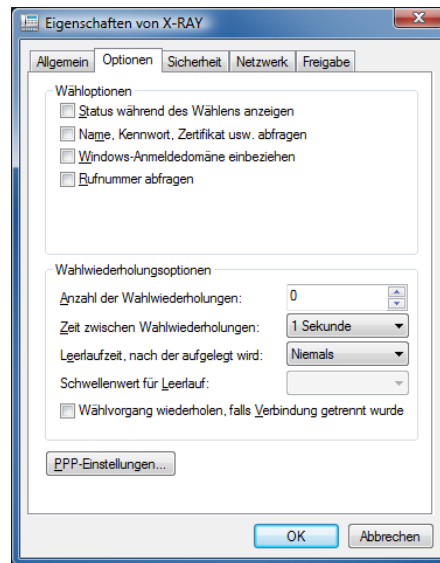 Eigenschaften von X-RAY
Allgemein Optionen Sicherheit Netzwerk Freigabe
Wähloptionen
Status während des Wählens anzeigen
Name, Kennwort, Zertifikat usw. abfragen
Windows-Anmeldedomäne einbeziehen
Rufnummer abfragen
Wahlwiederholungsoptionen
Anzahl der Wahlwiederholungen: 0
Zeit zwischen Wahlwiederholungen: 1 Sekunde
Leerlaufzeit, nach der aufgelegt wird: Niemals
Schwellenwert für Leerlauf:
Wählvorgang wiederholen, falls Verbindung getrennt wurde
PPP-Einstellungen...
OK Abbrechen